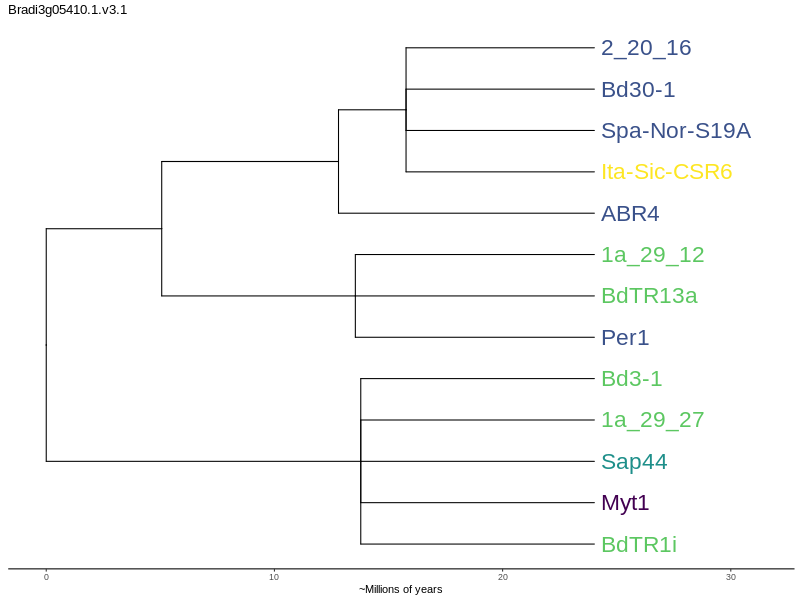 Bradi3g05410.1.v3.1
2_20_16
Bd30-1
Spa-Nor-S19A
Ita-Sic-CSR6
ABR4
1a_29_12
BdTR13a
Per1
Bd3-1
1a_29_27
Sap44
Myt1
BdTR1i
0 10 20 30
~Millions of years